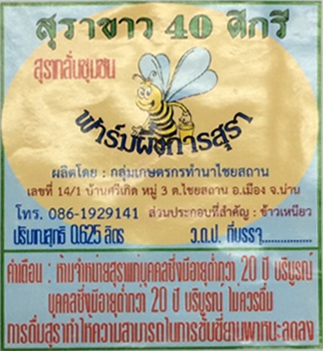 สุราขาว 40 ดีกรี
สุรากลั่นชุมชน
ฟาร์มผึ้งการสุรา
ผลิตโดย : กลุ่มเกษตรกรทำนาไชยสถาน
เลขที่ 14/1 บ้านศรีเกิด หมู่ 3 ต.ไชยสถาน อ.เมือง จ.น่าน
โทร. 086-1929141 ส่วนประกอบที่สำคัญ : ข้าวเหนียว
ปริมาณสุทธิ 0.625 ลิตร ว.ด.ป. ที่บรรจุ................
คำเตือน : ห้ามจำหน่ายสุราแก่บุคคลซึ่งมีอายุต่ำกว่า 20 ปี บริบูรณ์
บุคคลซึ่งมีอายุต่ำกว่า 20 ปี บริบูรณ์ ไม่ควรดื่ม
การดื่มสุราทำให้ความสามารถในการขับขี่ยานพาหนะลดลง